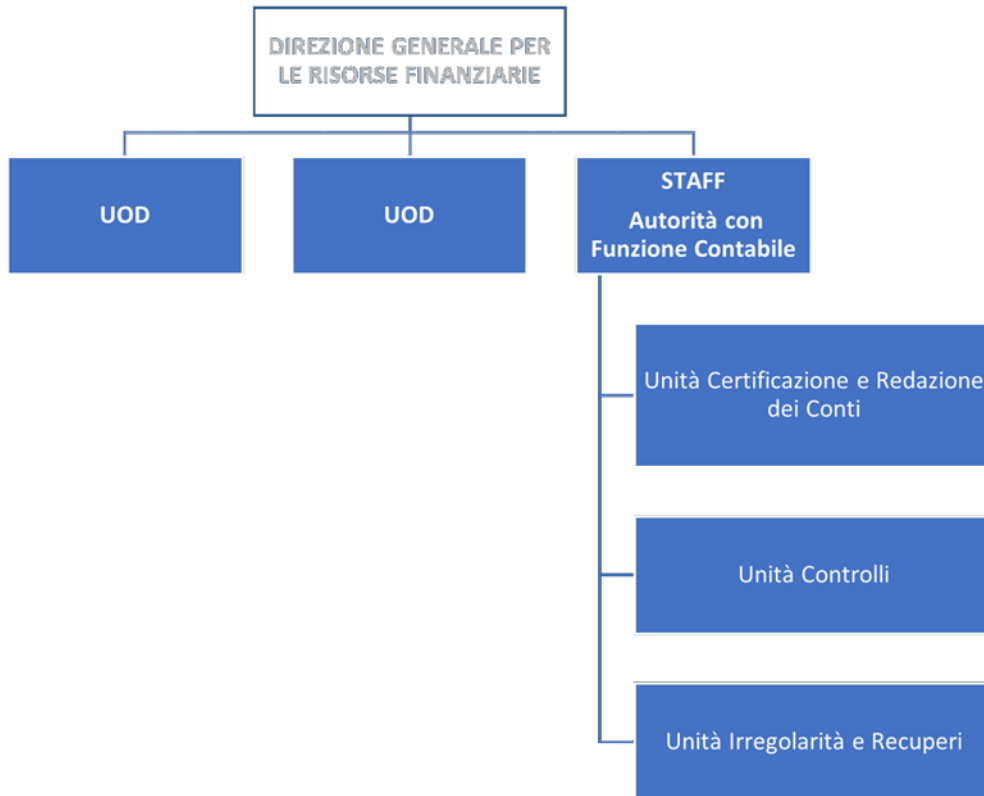 DIREZIONE GENERALE PER
LE RISORSE FINANZIARIE
UOD
UOD
STAFF
Autorità con
Funzione Contabile
Unità Certificazione e Redazione
dei Conti
Unità Controlli
Unità Irregolarità e Recuperi